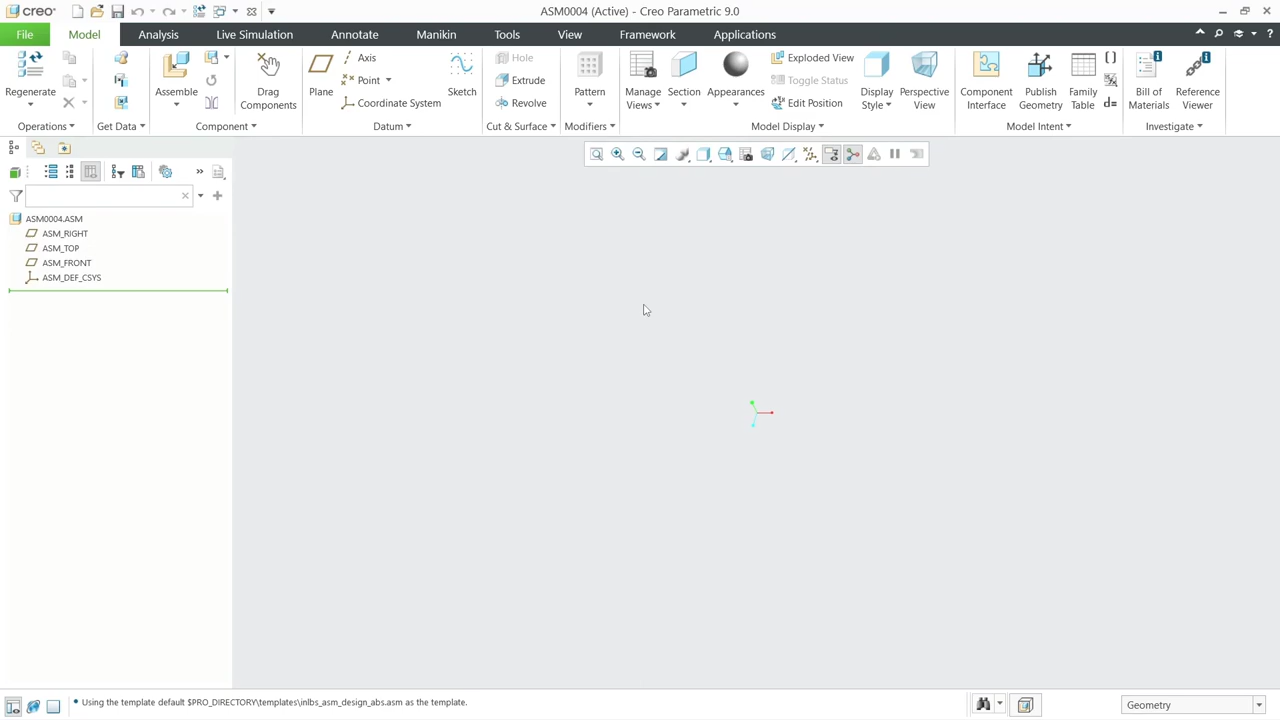 creo
ASM0004 (Active) - Creo Parametric 9.0
File
Model
Analysis
Live Simulation
Annotate
Manikin
Tools
View
Framework
Applications
Regenerate
Operations
Get Data
Assemble
Component
Drag
Components
Plane
Axis
Point
Coordinate System
Sketch
Datum
Hole
Extrude
Revolve
Cut & Surface
Pattern
Modifiers
Manage
Views
Section
Appearances
Exploded View
Toggle Status
Edit Position
Display
Style
Perspective
View
Model Display
Component
Interface
Publish
Geometry
Family
Table
Model Intent
Bill of
Materials
Reference
Viewer
Investigate
ASM0004.ASM
ASM_RIGHT
ASM_TOP
ASM_FRONT
ASM_DEF_CSYS
Using the template default $PRO_DIRECTORY\templates\inlbs_asm_design_abs.asm as the template.
Geometry